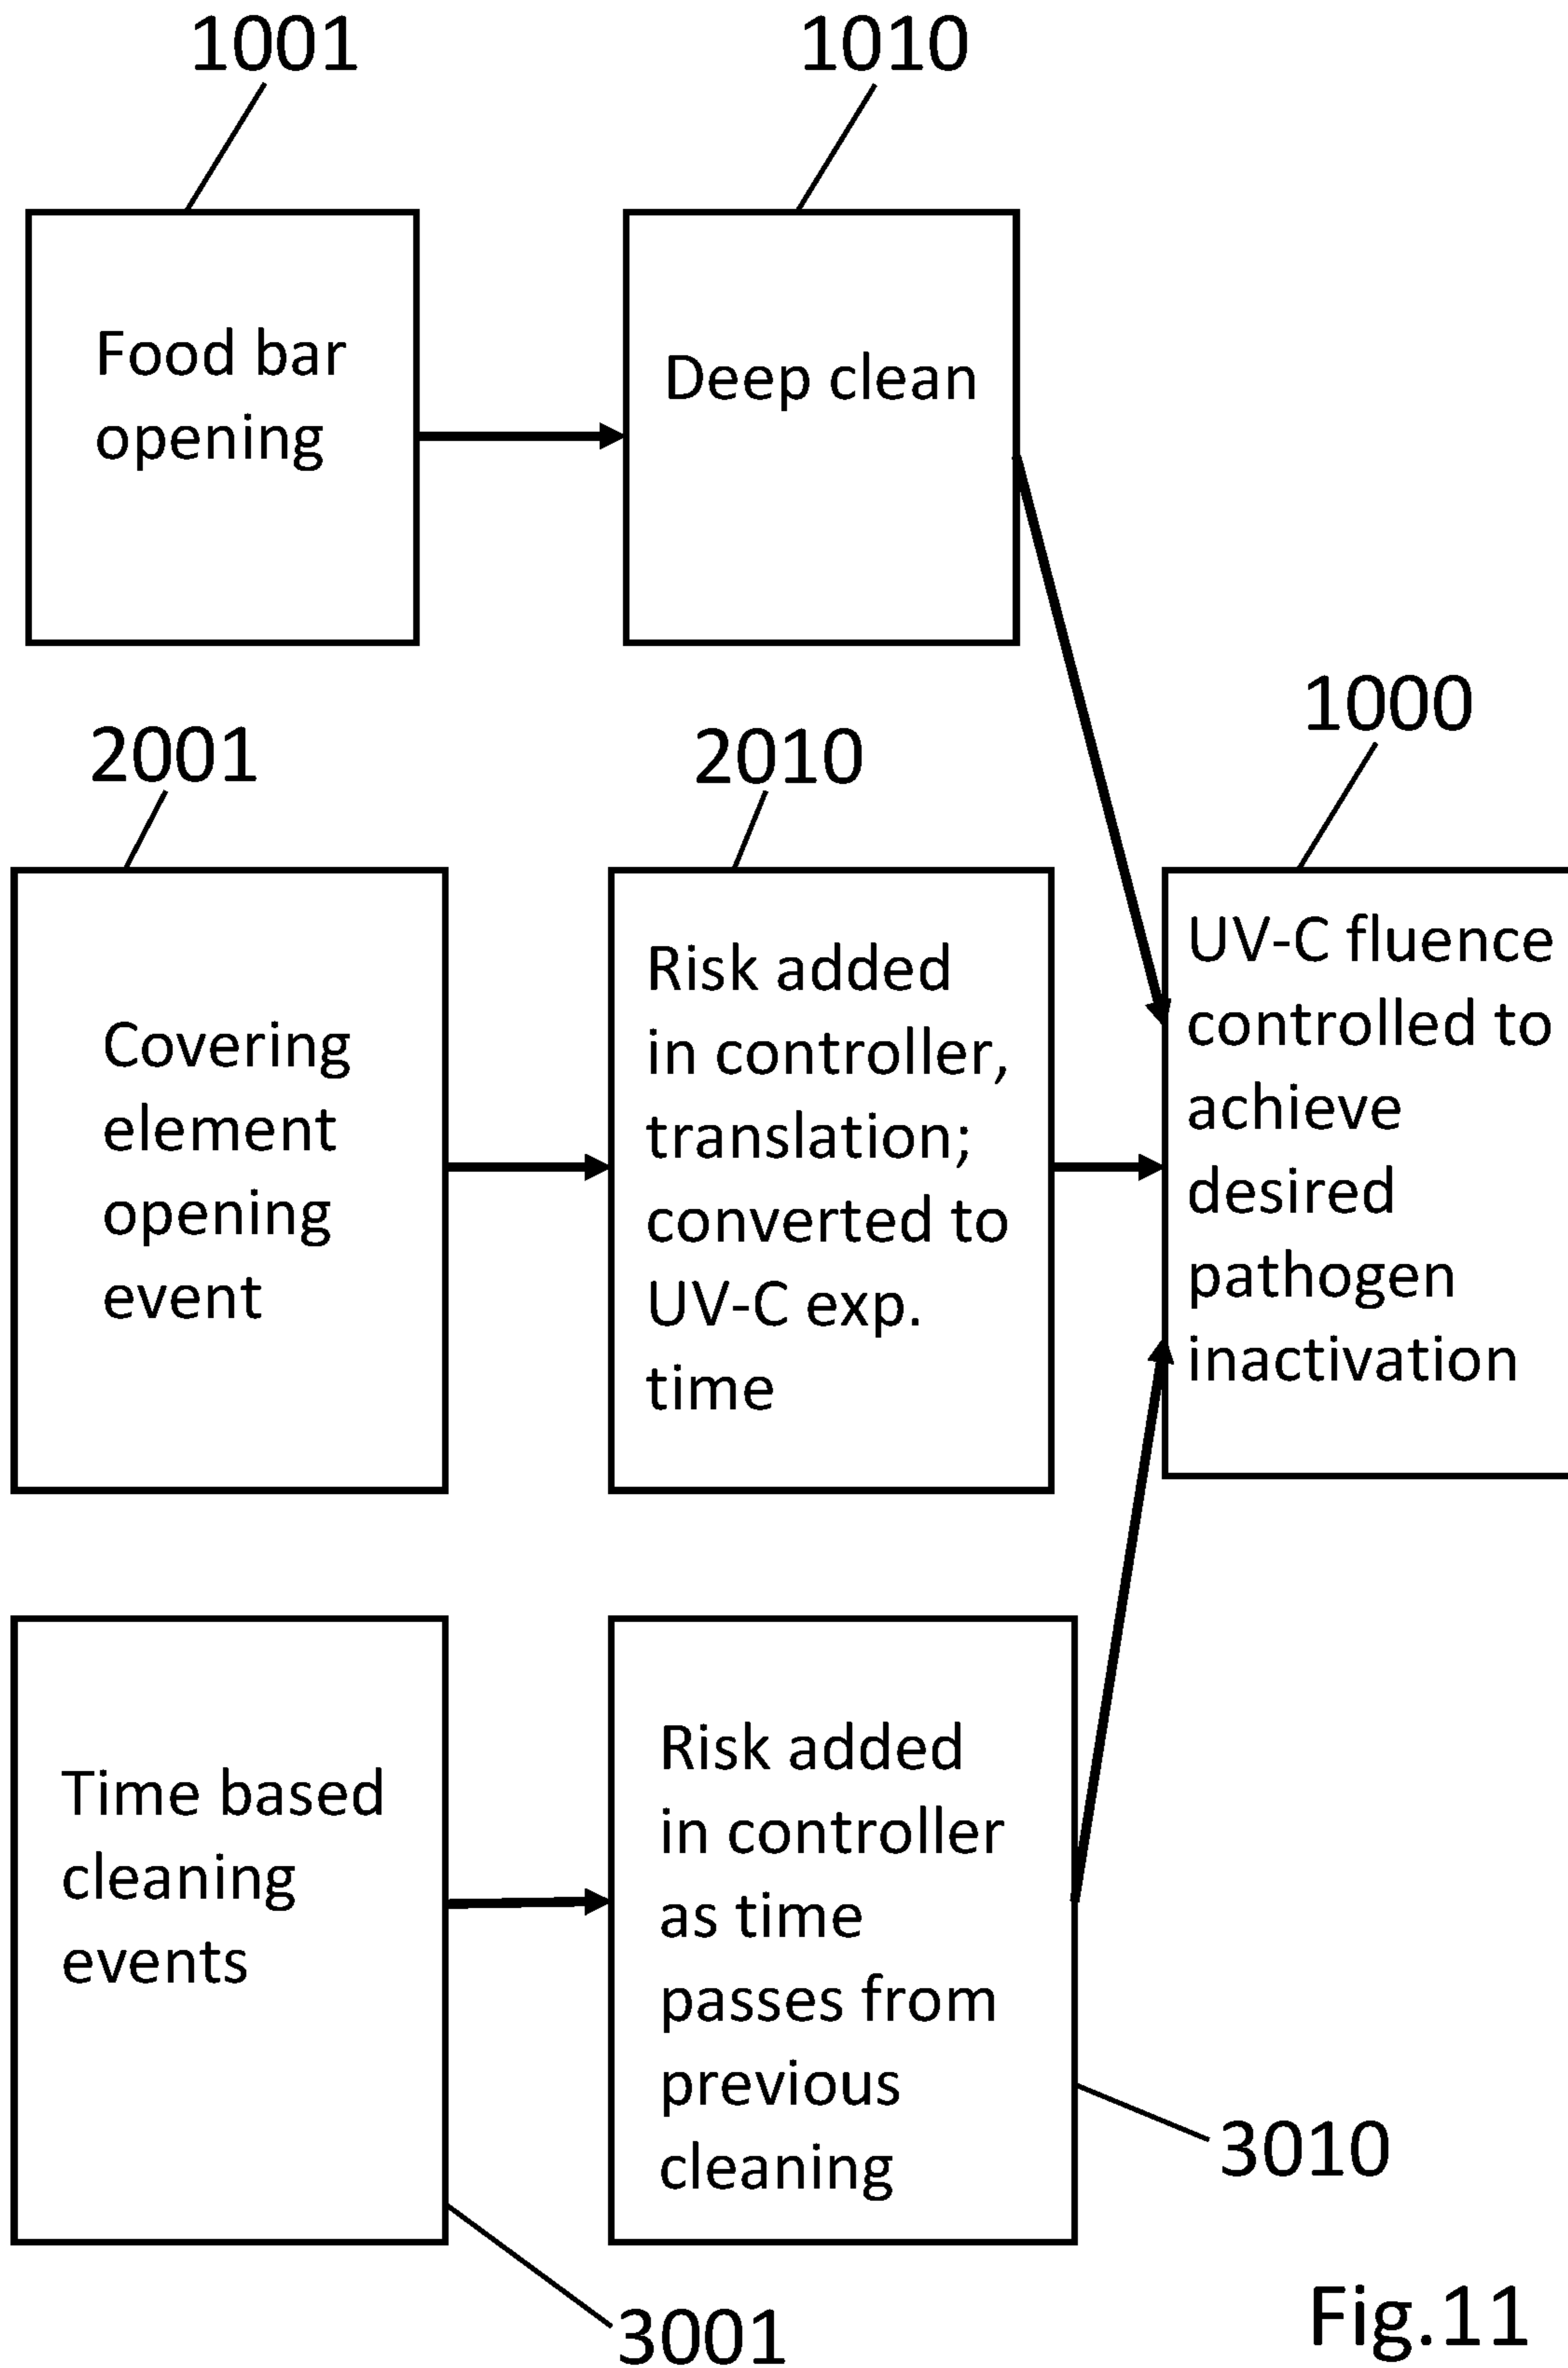 1001
1010
Food bar
opening
Deep clean
1000
2001
2010
Covering
element
opening
event
Risk added
in controller,
translation;
converted to
UV-C exp.
time
UV-C fluence
controlled to
achieve
desired
pathogen
inactivation
Time based
cleaning
events
Risk added
in controller
as time
passes from
previous
cleaning
3010
3001
Fig.11